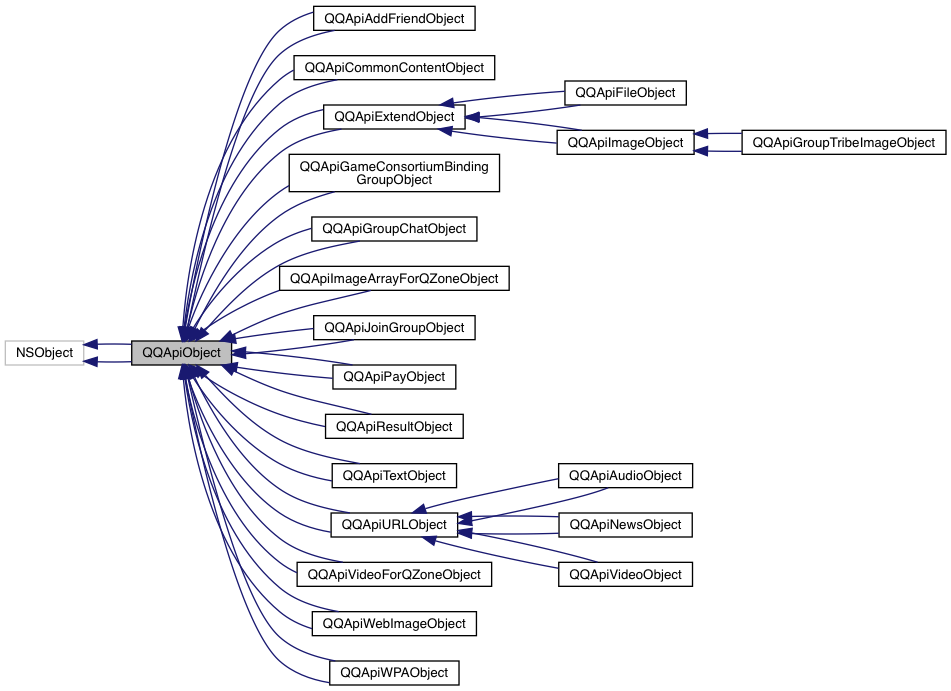 QQApiAddFriendObject
QQApiCommonContentObject
QQApiFileObject
QQApiExtendObject
QQApiImageObject
QQApiGroupTribeImageObject
QQApiGameConsortiumBinding
GroupObject
QQApiGroupChatObject
QQApiImageArrayForQZoneObject
QQApiJoinGroupObject
NSObject
QQApiObject
QQApiPayObject
QQApiResultObject
QQApiTextObject
QQApiAudioObject
QQApiURLObject
QQApiNewsObject
QQApiVideoForQZoneObject
QQApiVideoObject
QQApiWebImageObject
QQApiWPAObject